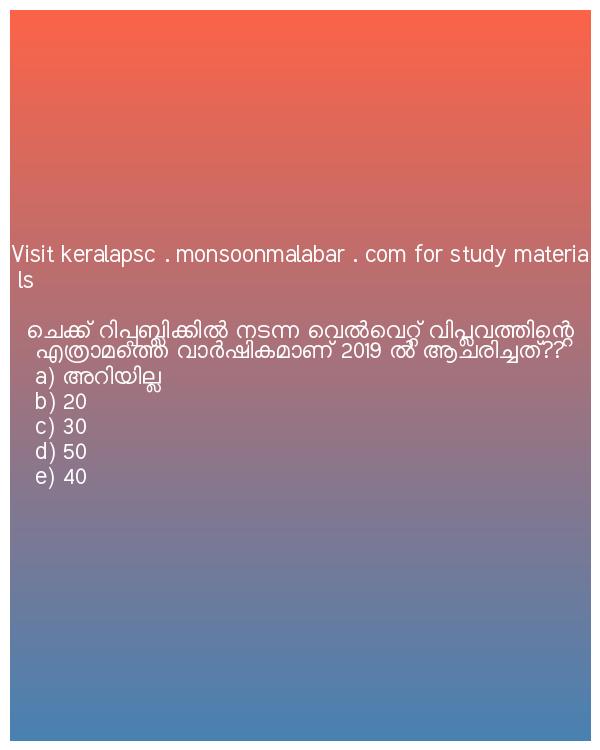 Visit keralapsc . monsoonmalabar . com for study materia
ls
ചെക്ക് റിപ്പബ്ലിക്കിൽ നടന്ന വെൽവെറ്റ് വിപ്ലവത്തിന്റെ
എത്രാമത്തെ വാർഷികമാണ് 2019 ൽ ആചരിച്ചത്??
a) അറിയില്ല
b) 20
c) 30
d) 50
e) 40